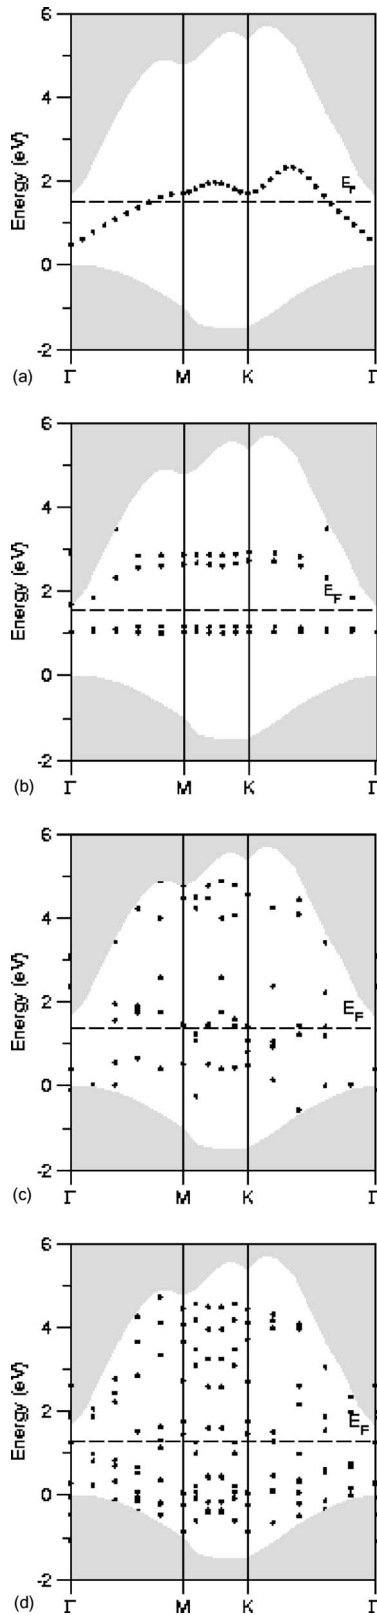 6
4
2
0
-2
Energy (eV)
E_F
(a)
Γ M K Γ
6
4
2
0
-2
Energy (eV)
E_F
(b)
Γ M K Γ
6
4
2
0
-2
Energy (eV)
E_F
(c)
Γ M K Γ
6
4
2
0
-2
Energy (eV)
E_F
(d)
Γ M K Γ